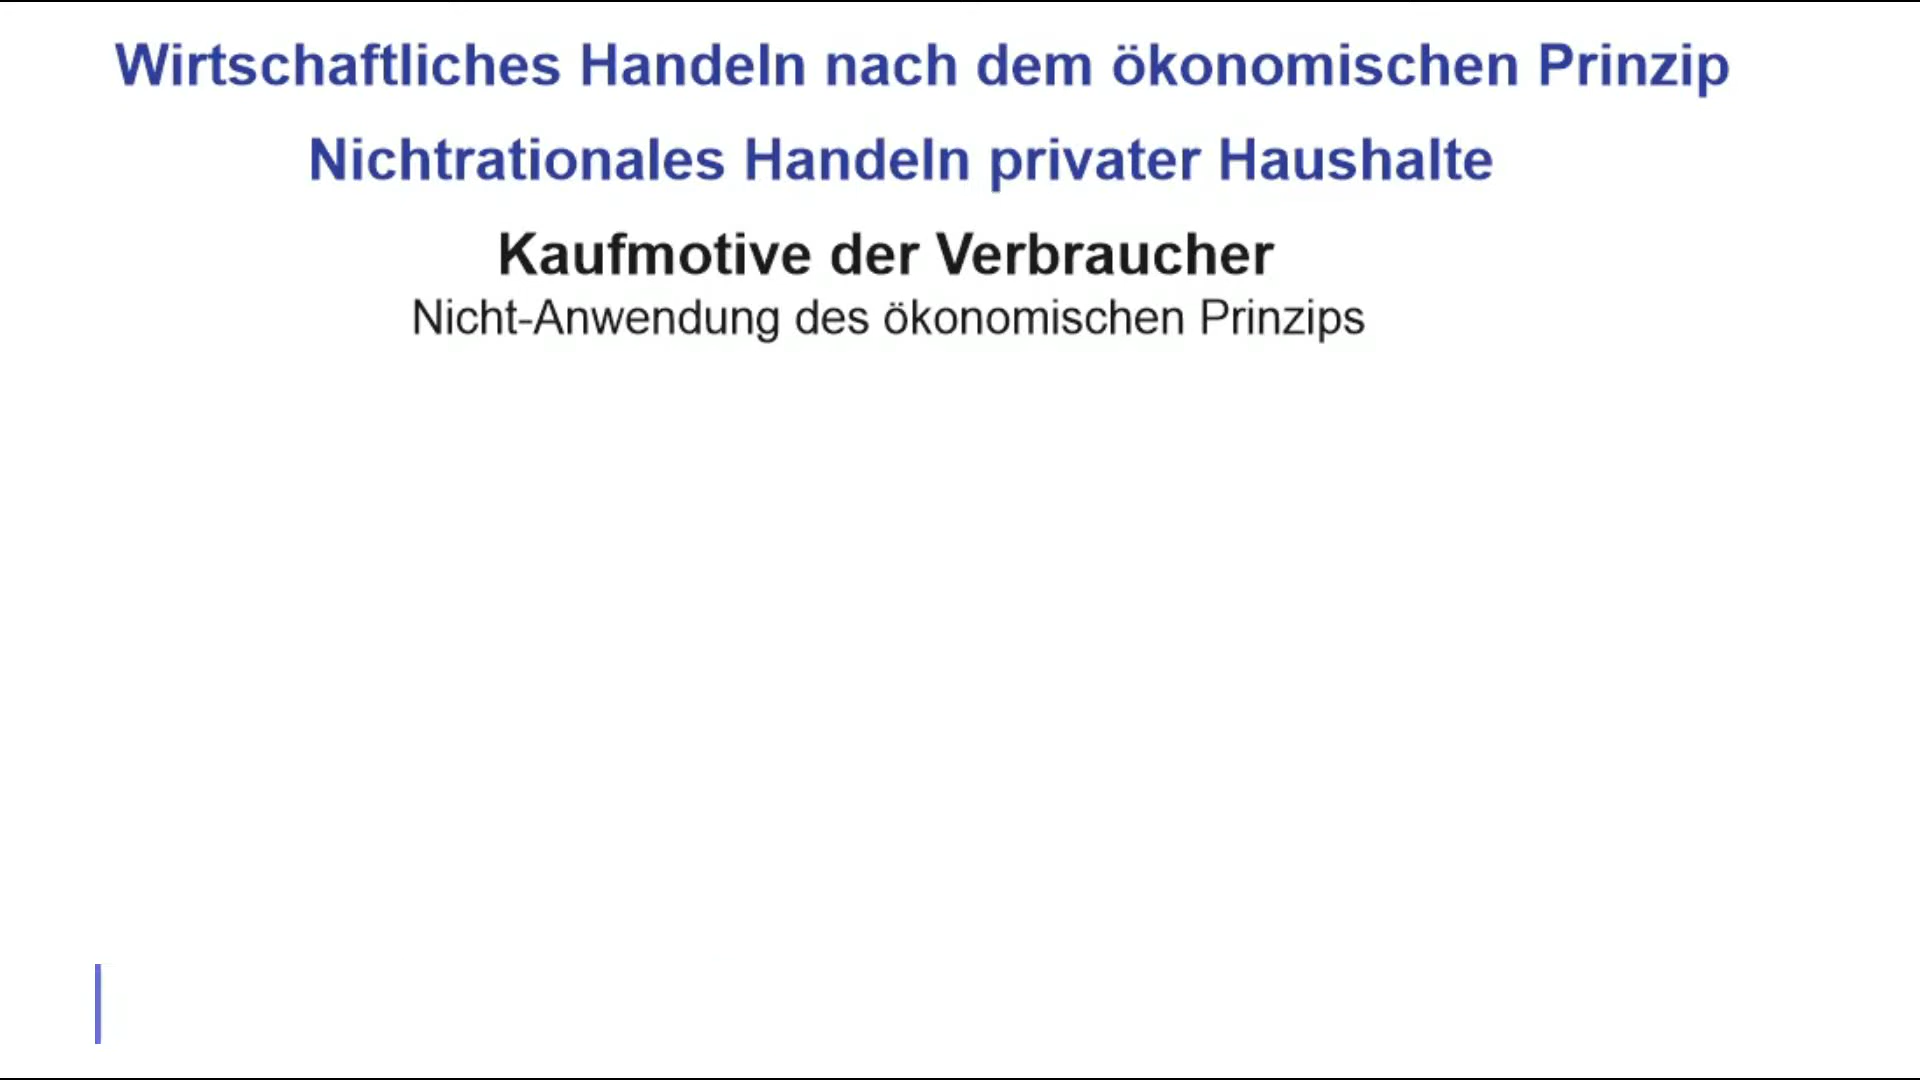 Wirtschaftliches Handeln nach dem ökonomischen Prinzip
Nichtrationales Handeln privater Haushalte
Kaufmotive der Verbraucher
Nicht-Anwendung des ökonomischen Prinzips